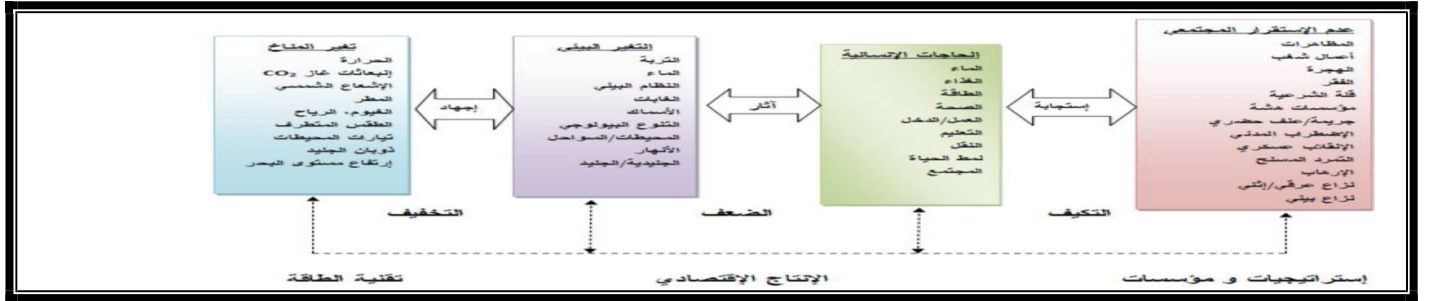 عدم الإستقرار المجتمعي
المظاهرات
أعمال شغب
الهجرة
الفقر
قلة الشرعية
مؤسسات هشة
جريمة/عنف حضري
الإضطراب المدني
الإنقلاب عسكري
التمرد المسلح
الإرهاب
نزاع عرقي/إثني
نزاع بيئي
إستجابة
الحاجات الإنسانية
الماء
الغذاء
الطاقة
الصحة
العمل/الدخل
التعليم
النقل
نمط الحياة
المجتمع
آثار
التغير البيئي
التربة
الماء
النظام البيئي
الغابات
الأسماك
التنوع البيولوجي
المحيطات/السواحل
الأنهار
الجليدية/الجليد
إجهاد
تغير المناخ
الحرارة
إنبعاثات غاز CO2
الإشعاع الشمسي
المطر
الغيوم، الرياح
الطقس المتطرف
تيارات المحيطات
ذوبان الجليد
إرتفاع مستوى البحر
التكيف
الضعف
التخفيف
إستراتيجيات و مؤسسات
الإنتاج الإقتصادي
تقنية الطاقة